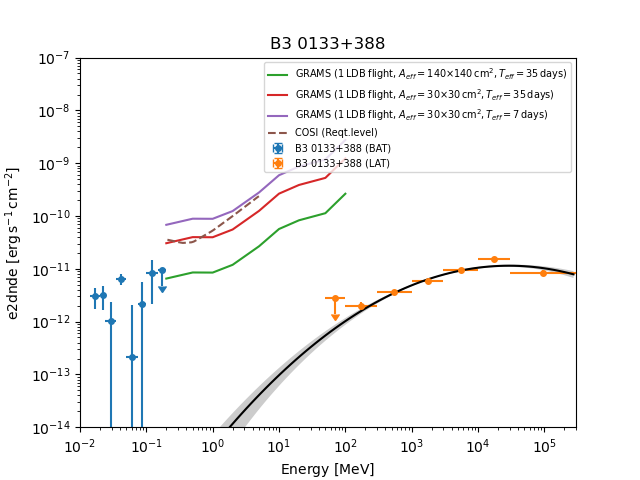 B3 0133+388
GRAMS (1 LDB flight, A_eff = 140×140 cm², T_eff = 35 days)
GRAMS (1 LDB flight, A_eff = 30×30 cm², T_eff = 35 days)
GRAMS (1 LDB flight, A_eff = 30×30 cm², T_eff = 7 days)
COSI (Reqt.level)
B3 0133+388 (BAT)
B3 0133+388 (LAT)
e2dnde [erg s⁻¹ cm⁻²]
10⁻⁷
10⁻⁸
10⁻⁹
10⁻¹⁰
10⁻¹¹
10⁻¹²
10⁻¹³
10⁻¹⁴
10⁻² 10⁻¹ 10⁰ 10¹ 10² 10³ 10⁴ 10⁵
Energy [MeV]